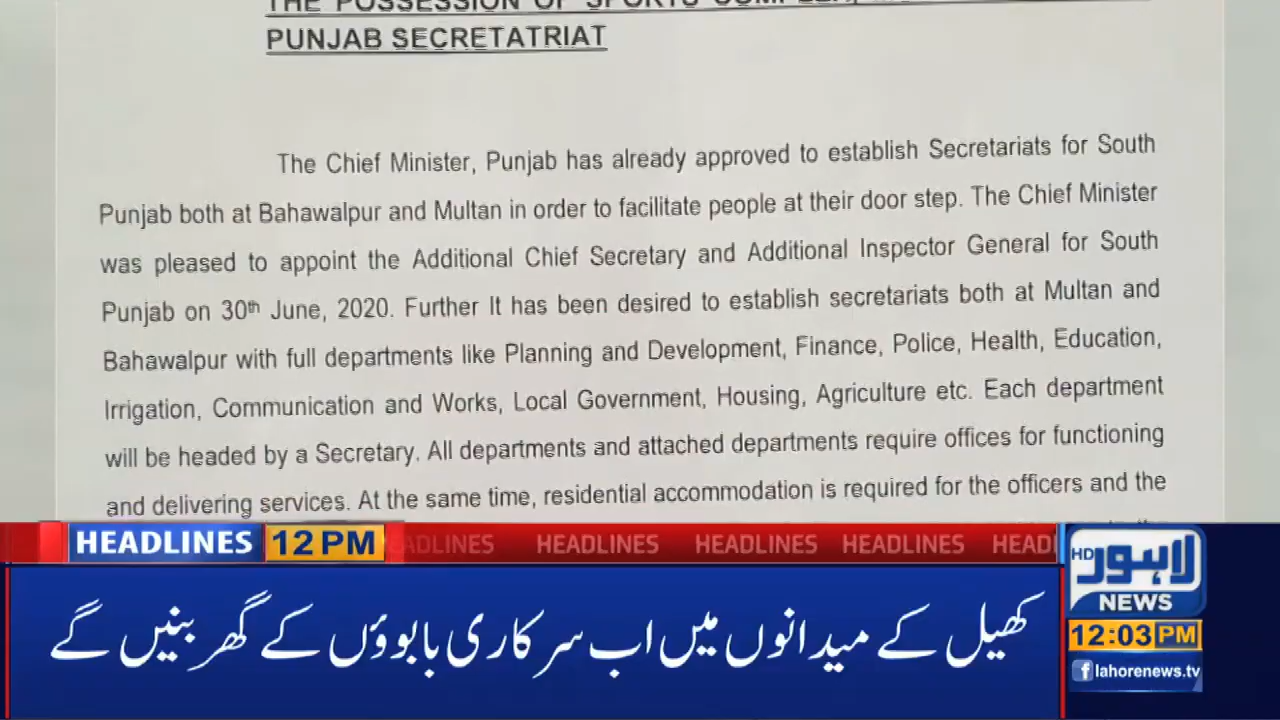 THE POSSESSION OF SPORTS COMPLEX,
PUNJAB SECRETATRIAT
The Chief Minister, Punjab has already approved to establish Secretariats for South
Punjab both at Bahawalpur and Multan in order to facilitate people at their door step. The Chief Minister
was pleased to appoint the Additional Chief Secretary and Additional Inspector General for South
Punjab on 30th June, 2020. Further It has been desired to establish secretariats both at Multan and
Bahawalpur with full departments like Planning and Development, Finance, Police, Health, Education,
Irrigation, Communication and Works, Local Government, Housing, Agriculture etc. Each department
will be headed by a Secretary. All departments and attached departments require offices for functioning
and delivering services. At the same time, residential accommodation is required for the officers and the
HEADLINES 12 PM ADLINES HEADLINES HEADLINES HEADLINES HEADI
کھیل کے میدانوں میں اب سرکاری بابوؤں کے گھر بنیں گے
HD لاہور
NEWS
12:03 PM
f lahorenews.tv